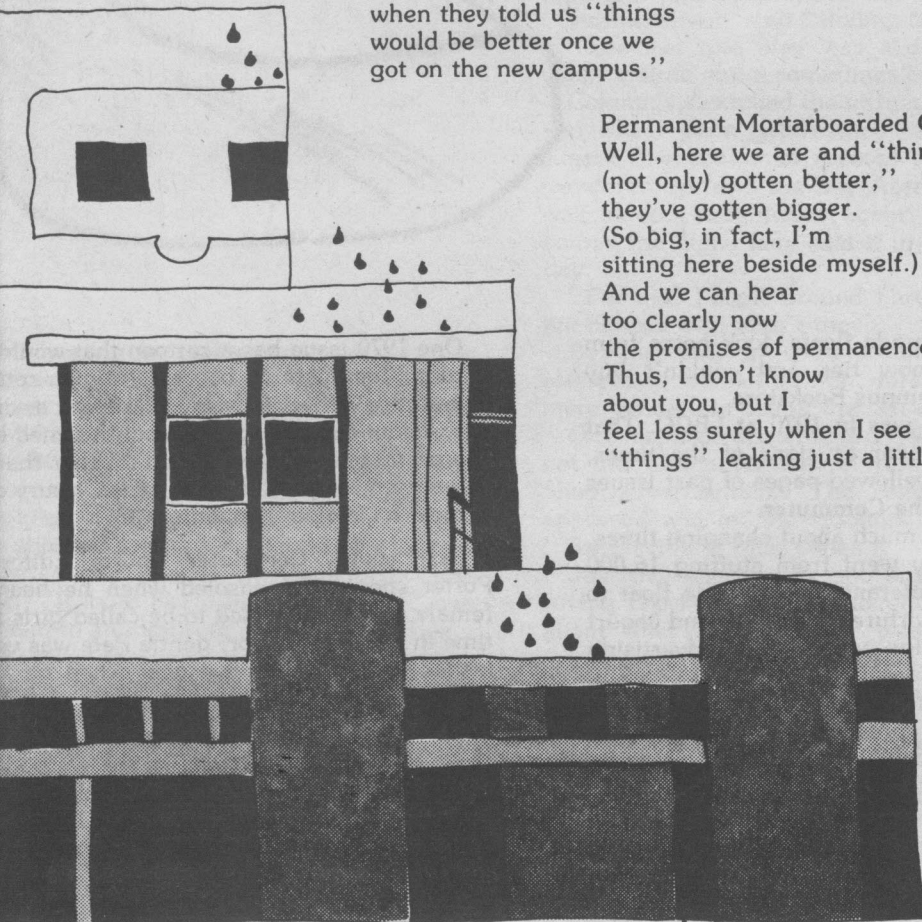 when they told us “things
would be better once we
got on the new campus.”
Permanent Mortarboarded
Well, here we are and “thin
(not only) gotten better,”
they’ve gotten bigger.
(So big, in fact, I’m
sitting here beside myself.)
And we can hear
too clearly now
the promises of permanence
Thus, I don’t know
about you, but I
feel less surely when I see
“things” leaking just a littl